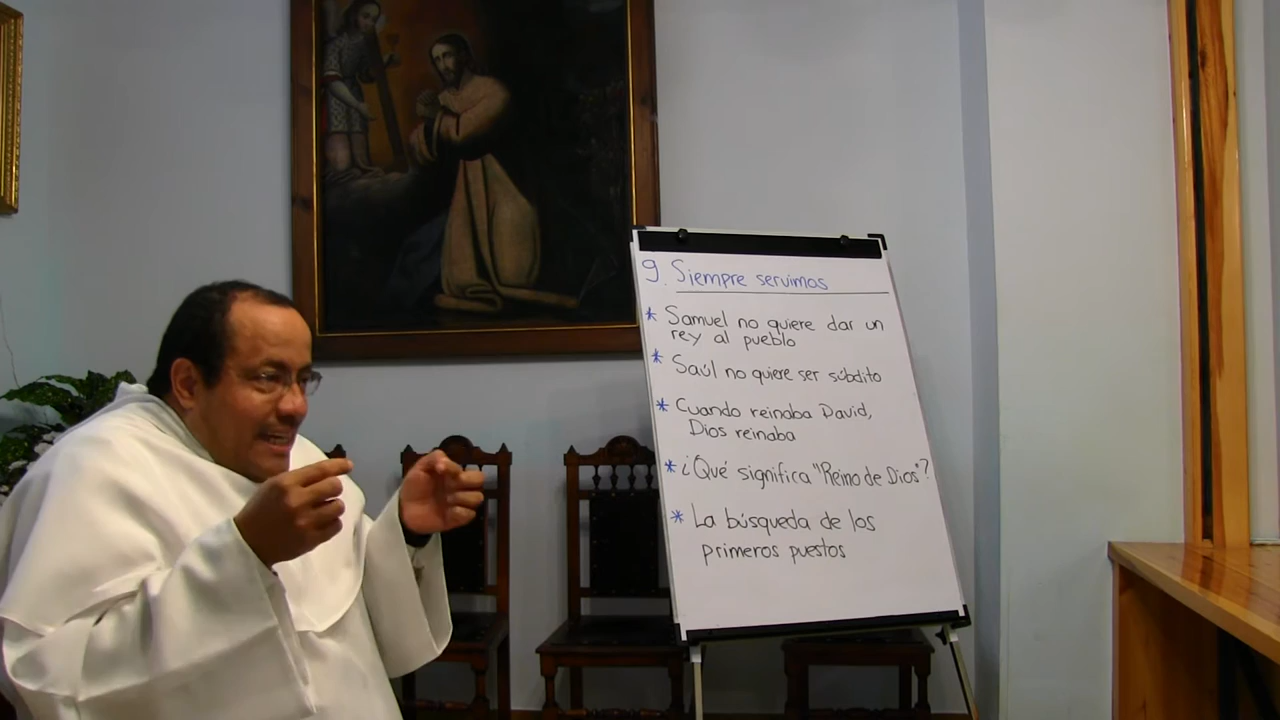 9. Siempre servimos
* Samuel no quiere dar un
rey al pueblo
* Saúl no quiere ser súbdito
* Cuando reinaba David,
Dios reinaba
* ¿Qué significa "Reino de Dios"?
* La búsqueda de los
primeros puestos